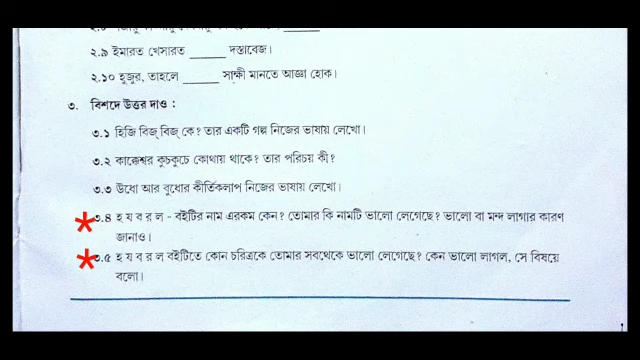 ২.৯ ইমারত খেসারত ______ দস্তাবেজ।
২.১০ হুজুর, তাহলে ______ সাক্ষী মানতে আজ্ঞা হোক।
৩. বিশদে উত্তর দাও :
৩.১ হিজি বিজ্ বিজ্ কে? তার একটি গল্প নিজের ভাষায় লেখো।
৩.২ কাক্কেশ্বর কুচকুচে কোথায় থাকে? তার পরিচয় কী?
৩.৩ উধো আর বুধোর কীর্তিকলাপ নিজের ভাষায় লেখো।
৩.৪ হ য ব র ল - বইটির নাম এরকম কেন? তোমার কি নামটি ভালো লেগেছে? ভালো বা মন্দ লাগার কারণ
জানাও।
৩.৫ হ য ব র ল বইটিতে কোন চরিত্রকে তোমার সবথেকে ভালো লেগেছে? কেন ভালো লাগল, সে বিষয়ে
বলো।